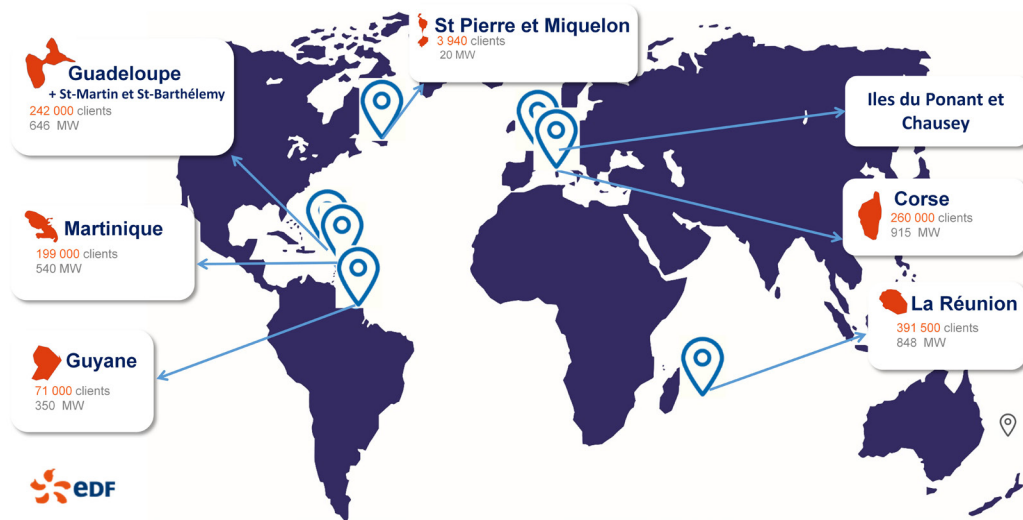 St Pierre et Miquelon
3 940 clients
20 MW
Guadeloupe
+ St-Martin et St-Barthélemy
242 000 clients
646 MW
Iles du Ponant et
Chausey
Martinique
199 000 clients
540 MW
Corse
260 000 clients
915 MW
La Réunion
391 500 clients
848 MW
Guyane
71 000 clients
350 MW
eDF